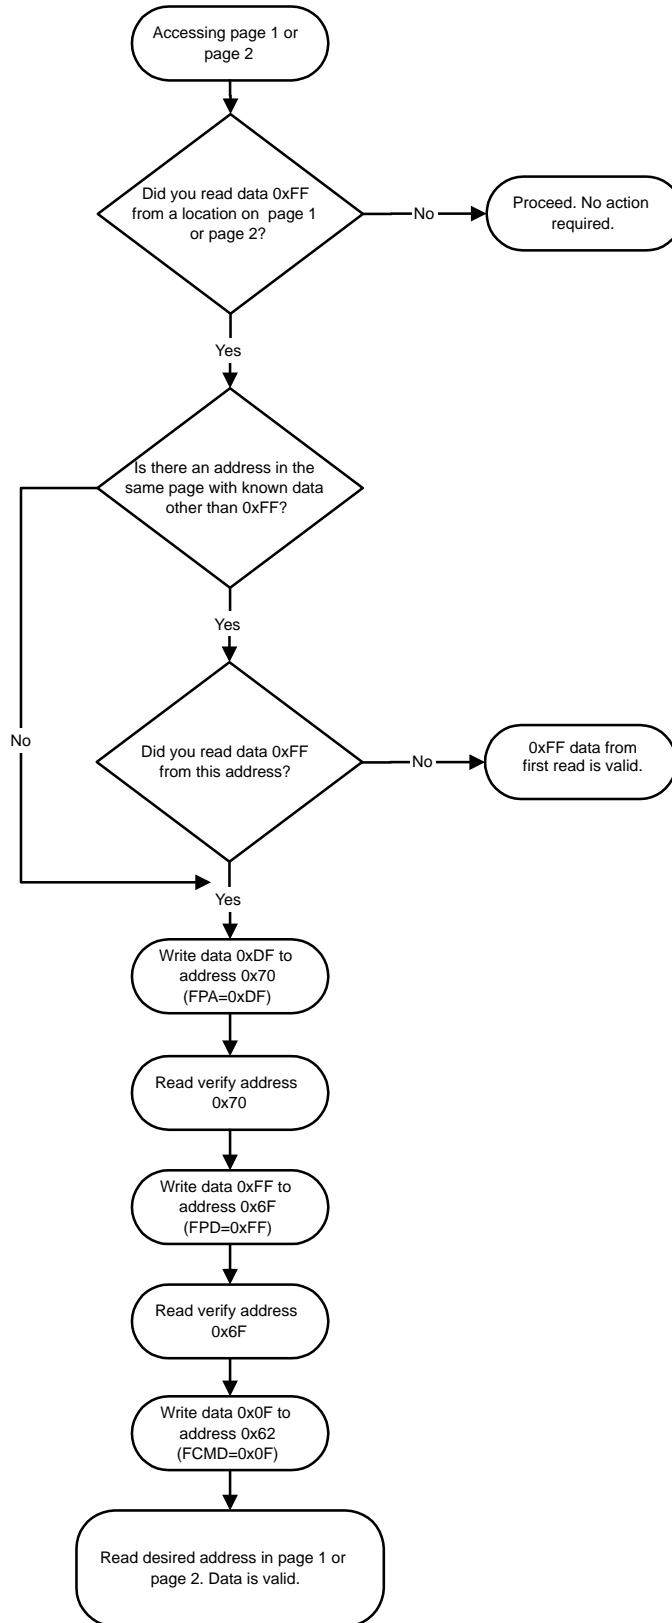 Accessing page 1 or
page 2
Did you read data 0xFF
from a location on page 1
or page 2?
No
Proceed. No action
required.
Yes
Is there an address in the
same page with known data
other than 0xFF?
Yes
No
Did you read data 0xFF
from this address?
No
0xFF data from
first read is valid.
Yes
Write data 0xDF to
address 0x70
(FPA=0xDF)
Read verify address
0x70
Write data 0xFF to
address 0x6F
(FPD=0xFF)
Read verify address
0x6F
Write data 0x0F to
address 0x62
(FCMD=0x0F)
Read desired address in page 1 or
page 2. Data is valid.